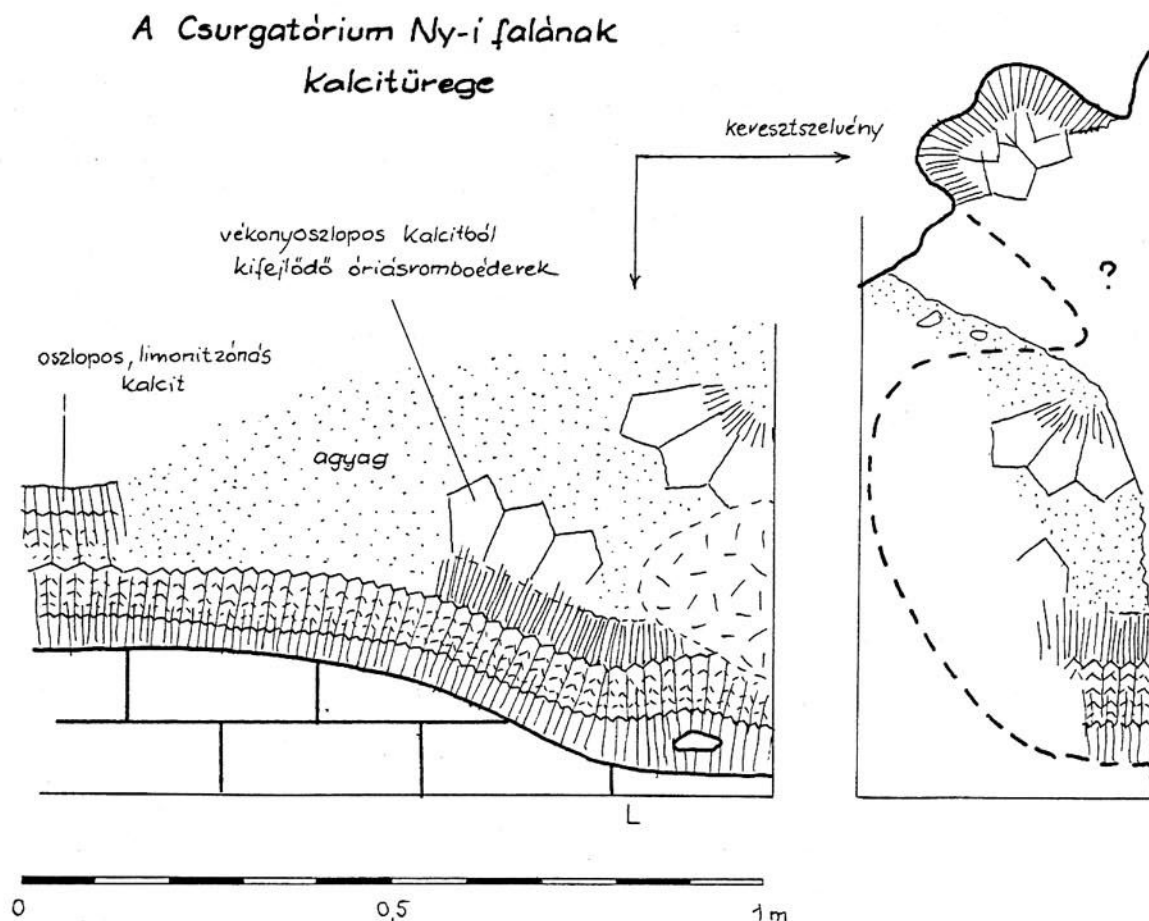 A Csurgatórium Ny-i falának
kalcitürege
keresztszelvény
vékonyoszlopos kalcitból
kifejlődő óriásromboéderek
oszlopos, limonitzónás
kalcit
agyag
?
L
0 0,5 1 m